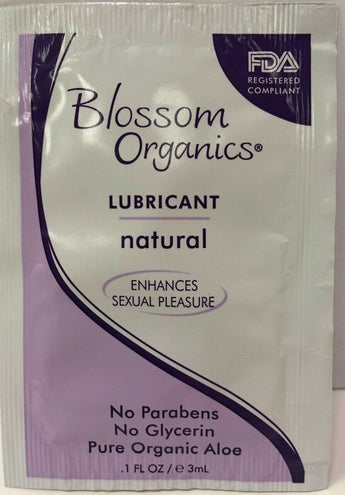 FDA
REGISTERED
COMPLIANT
Blossom
Organics®
LUBRICANT
natural
ENHANCES
SEXUAL PLEASURE
No Parabens
No Glycerin
Pure Organic Aloe
.1 FL OZ / ℮ 3mL